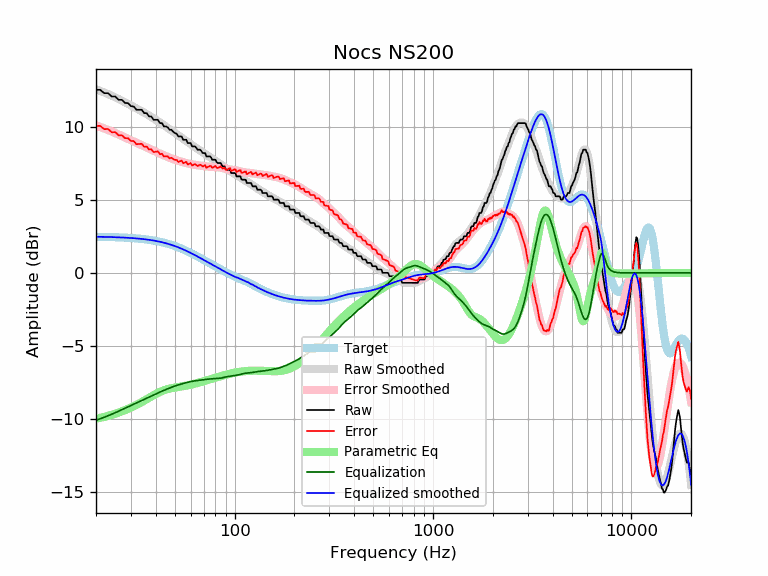 Nocs NS200
Amplitude (dBr)
10
5
0
−5
−10
−15
Target
Raw Smoothed
Error Smoothed
Raw
Error
Parametric Eq
Equalization
Equalized smoothed
100
1000
10000
Frequency (Hz)